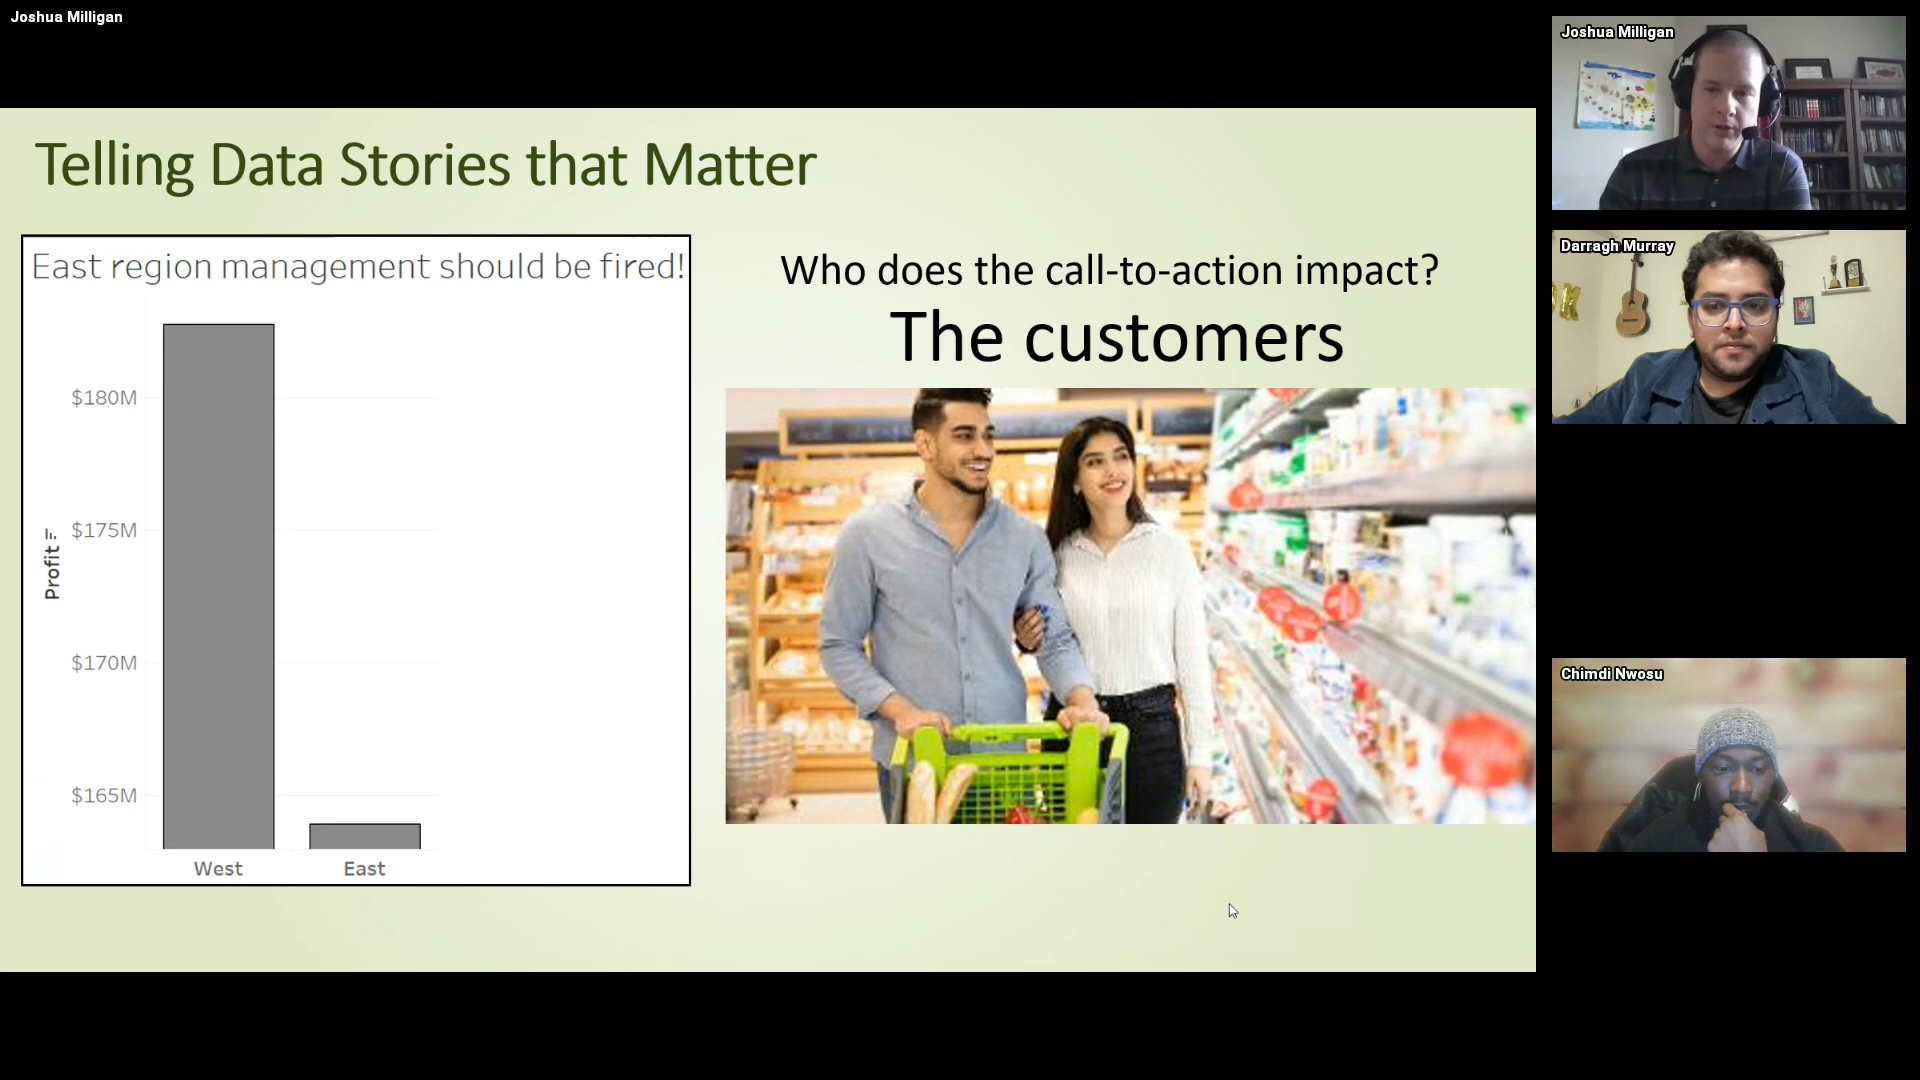 Joshua Milligan
Telling Data Stories that Matter
East region management should be fired!
$180M
$175M
$170M
$165M
Profit
West
East
Who does the call-to-action impact?
The customers
Joshua Milligan
Darragh Murray
K
Chimdi Nwosu